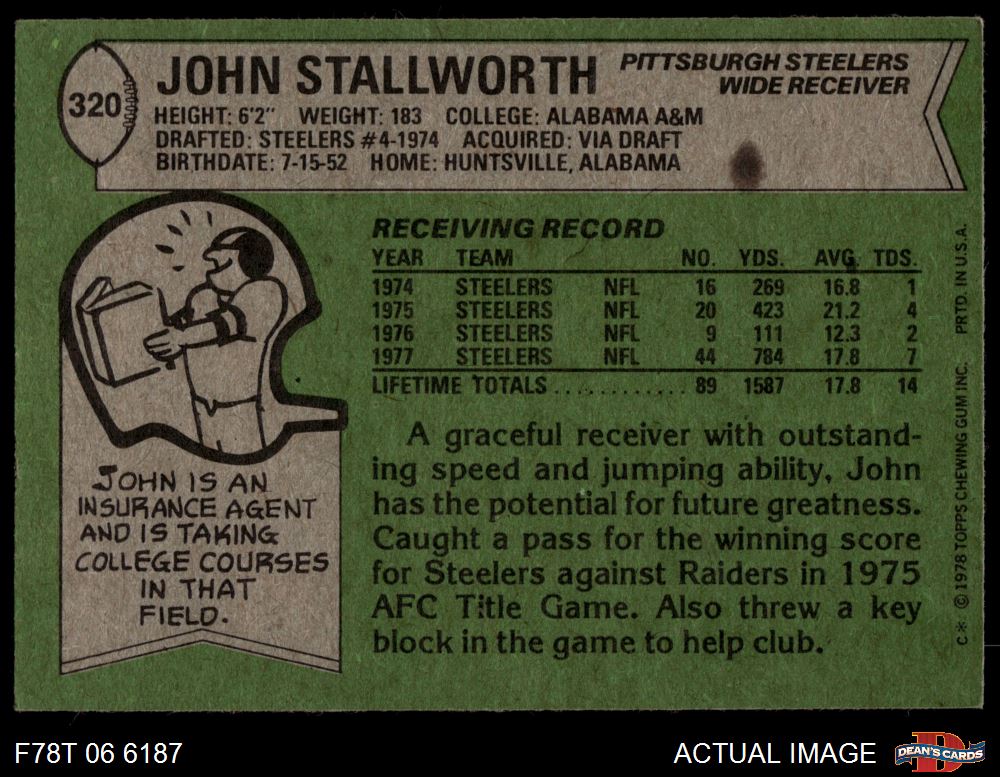 320
JOHN STALLWORTH
PITTSBURGH STEELERS
WIDE RECEIVER
HEIGHT: 6'2" WEIGHT: 183 COLLEGE: ALABAMA A&M
DRAFTED: STEELERS #4-1974 ACQUIRED: VIA DRAFT
BIRTHDATE: 7-15-52 HOME: HUNTSVILLE, ALABAMA
RECEIVING RECORD
YEAR TEAM NO. YDS. AVG. TDS.
1974 STEELERS NFL 16 269 16.8 1
1975 STEELERS NFL 20 423 21.2 4
1976 STEELERS NFL 9 111 12.3 2
1977 STEELERS NFL 44 784 17.8 7
LIFETIME TOTALS ............ 89 1587 17.8 14
A graceful receiver with outstand-
ing speed and jumping ability, John
has the potential for future greatness.
Caught a pass for the winning score
for Steelers against Raiders in 1975
AFC Title Game. Also threw a key
block in the game to help club.
JOHN IS AN
INSURANCE AGENT
AND IS TAKING
COLLEGE COURSES
IN THAT
FIELD.
C* ©1978 TOPPS CHEWING GUM INC. PRTD. IN U.S.A.
F78T 06 6187
ACTUAL IMAGE
D
DEAN'S CARDS